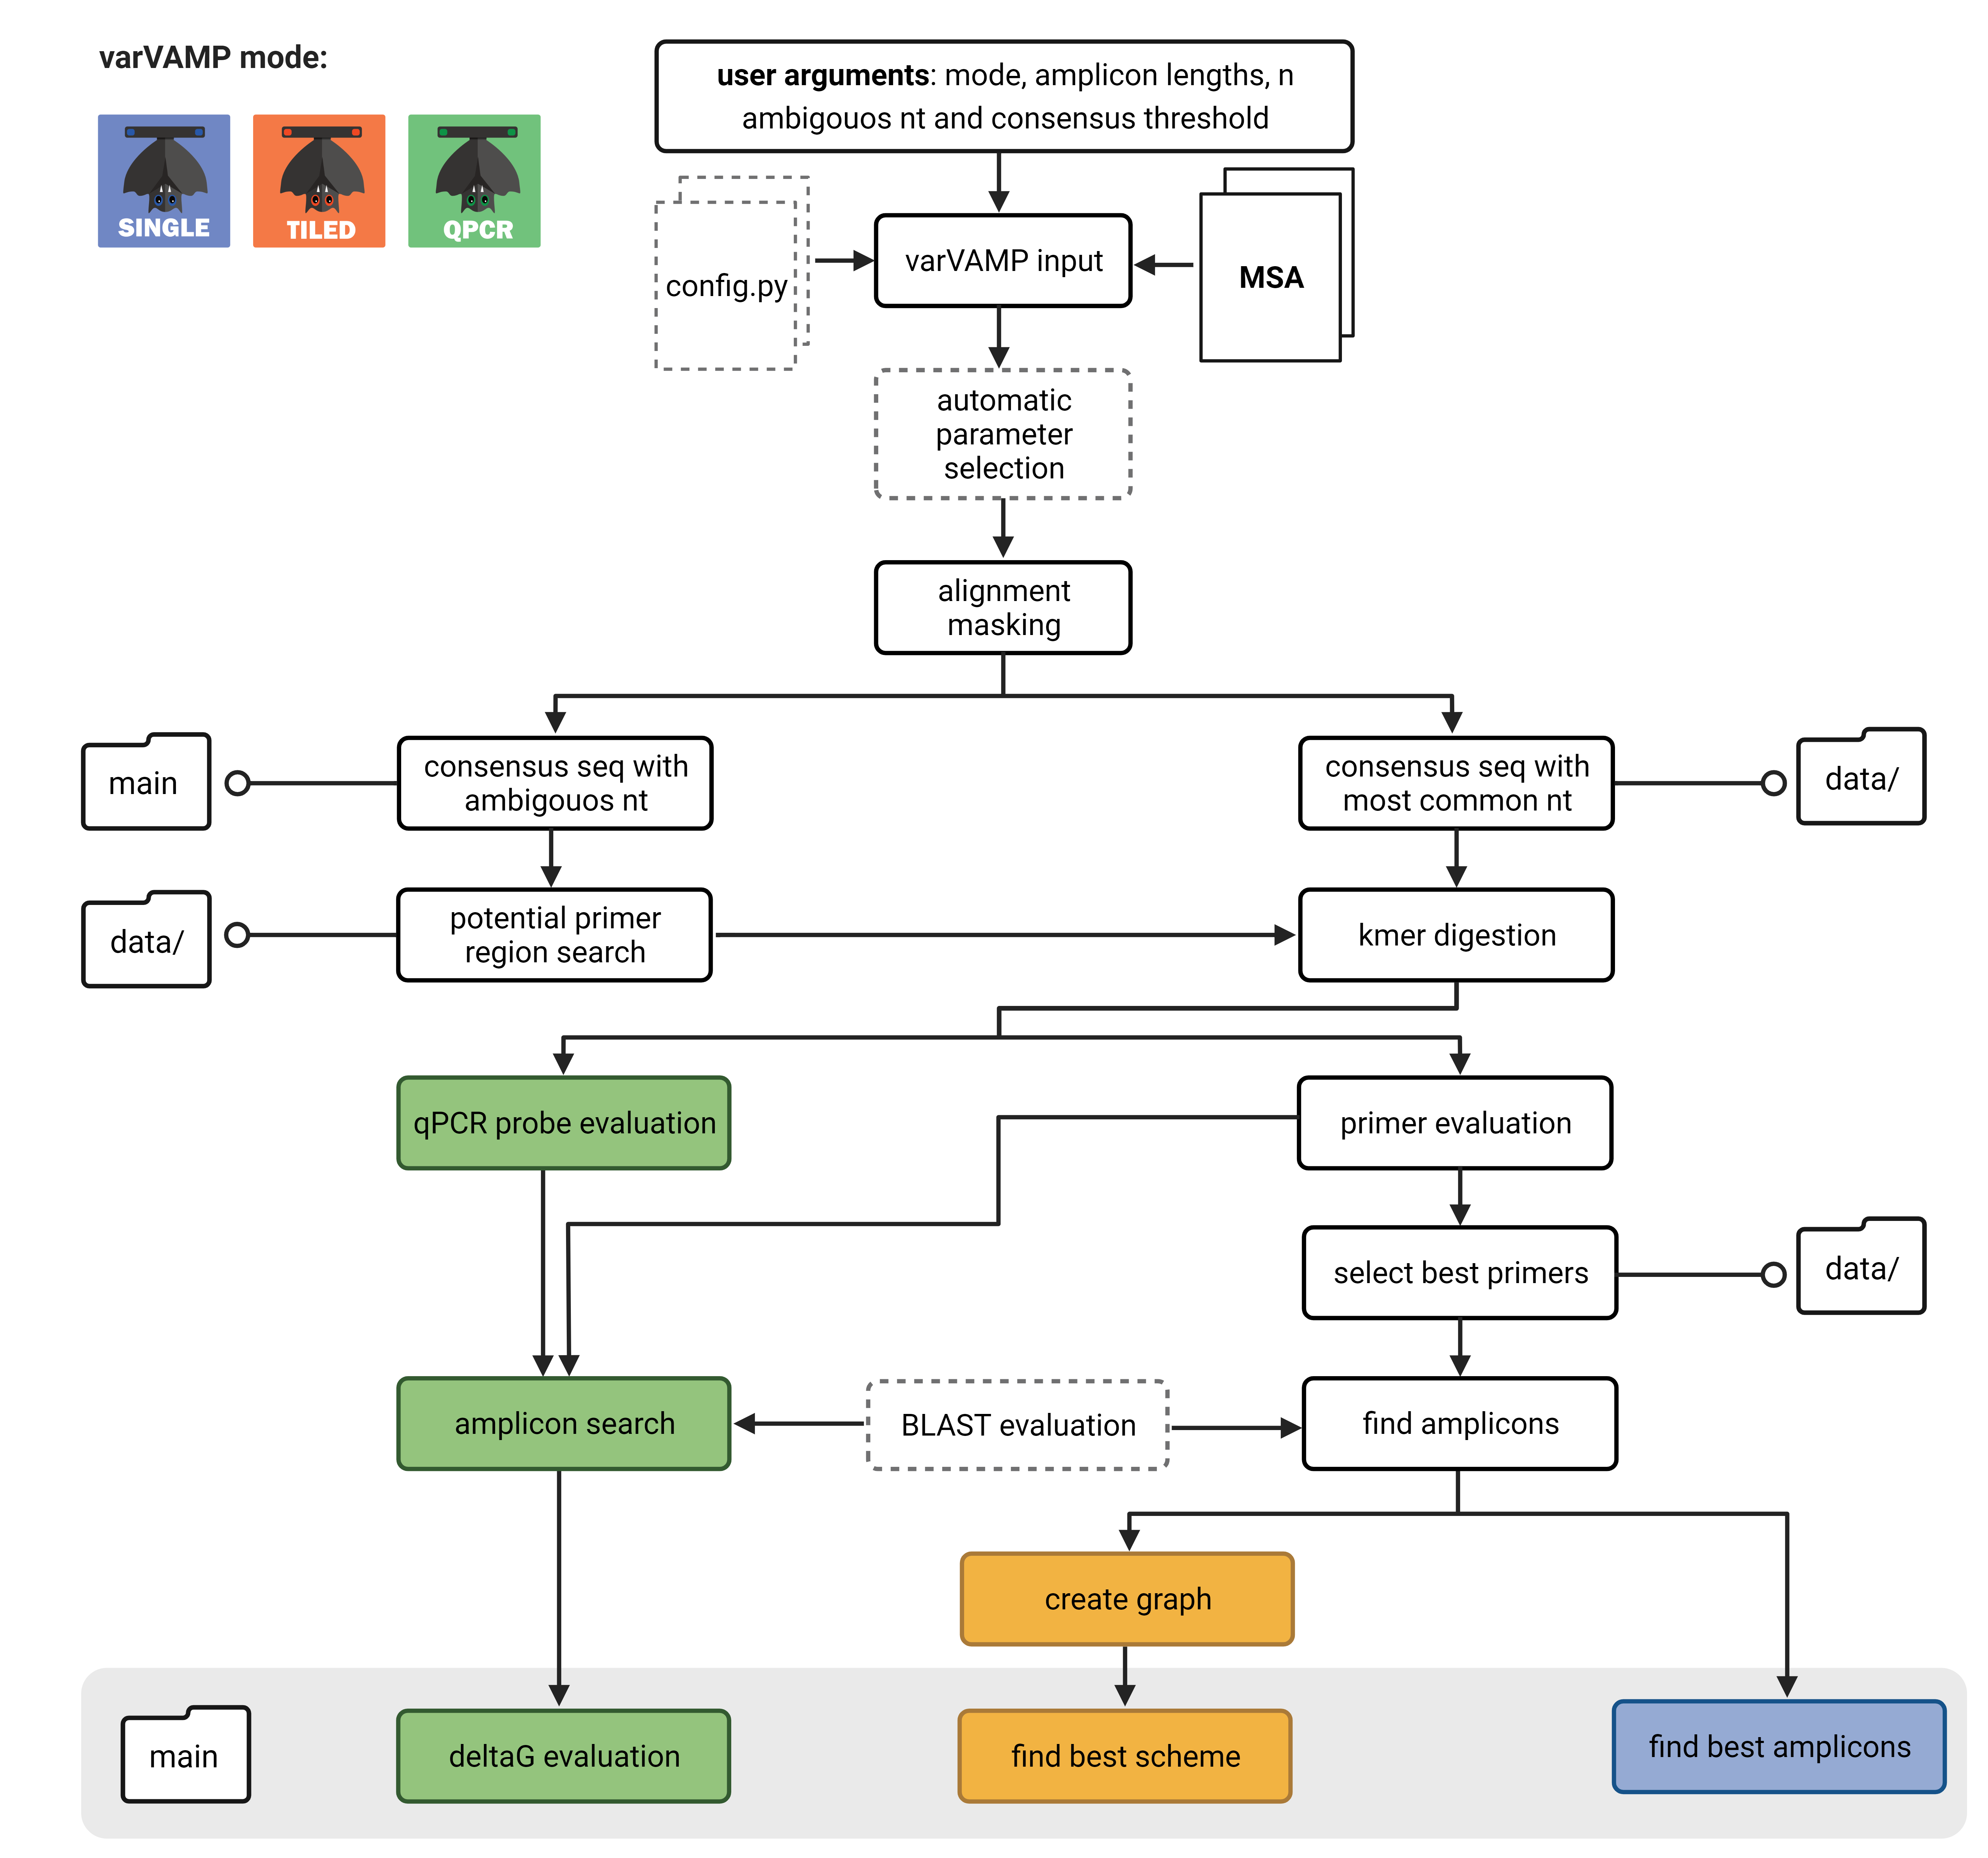 varVAMP mode:
SINGLE
TILED
QPCR
user arguments: mode, amplicon lengths, n
ambigouos nt and consensus threshold
config.py
varVAMP input
MSA
automatic
parameter
selection
alignment
masking
main
consensus seq with
ambigouos nt
consensus seq with
most common nt
data/
data/
potential primer
region search
kmer digestion
qPCR probe evaluation
primer evaluation
select best primers
data/
amplicon search
BLAST evaluation
find amplicons
create graph
main
deltaG evaluation
find best scheme
find best amplicons